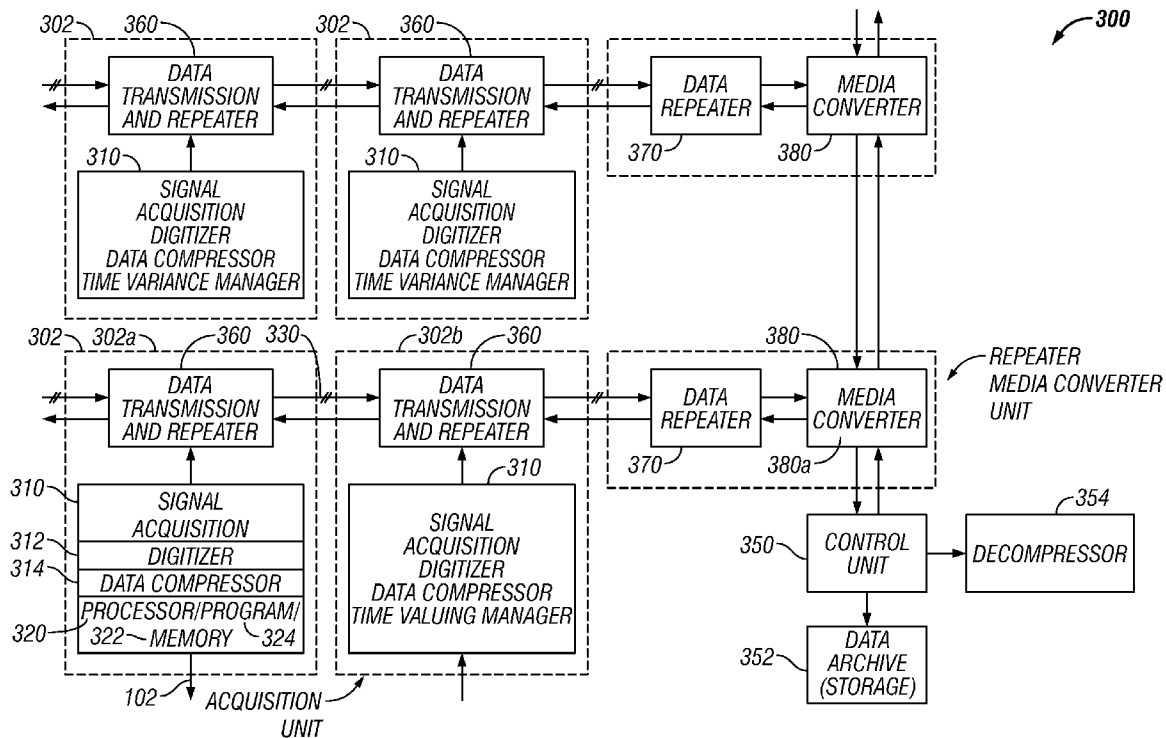 300
302
360
302
360
DATA
TRANSMISSION
AND REPEATER
DATA
TRANSMISSION
AND REPEATER
DATA
REPEATER
MEDIA
CONVERTER
370
380
310
SIGNAL
ACQUISITION
DIGITIZER
DATA COMPRESSOR
TIME VARIANCE MANAGER
310
SIGNAL
ACQUISITION
DIGITIZER
DATA COMPRESSOR
TIME VARIANCE MANAGER
302
302a
360
330
302b
360
380
DATA
TRANSMISSION
AND REPEATER
DATA
TRANSMISSION
AND REPEATER
DATA
REPEATER
MEDIA
CONVERTER
370
380a
REPEATER
MEDIA CONVERTER
UNIT
310
SIGNAL
ACQUISITION
312
DIGITIZER
314
DATA COMPRESSOR
PROCESSOR/PROGRAM/
320
322
MEMORY
324
102
310
SIGNAL
ACQUISITION
DIGITIZER
DATA COMPRESSOR
TIME VALUING MANAGER
ACQUISITION
UNIT
350
CONTROL
UNIT
354
DECOMPRESSOR
352
DATA
ARCHIVE
(STORAGE)